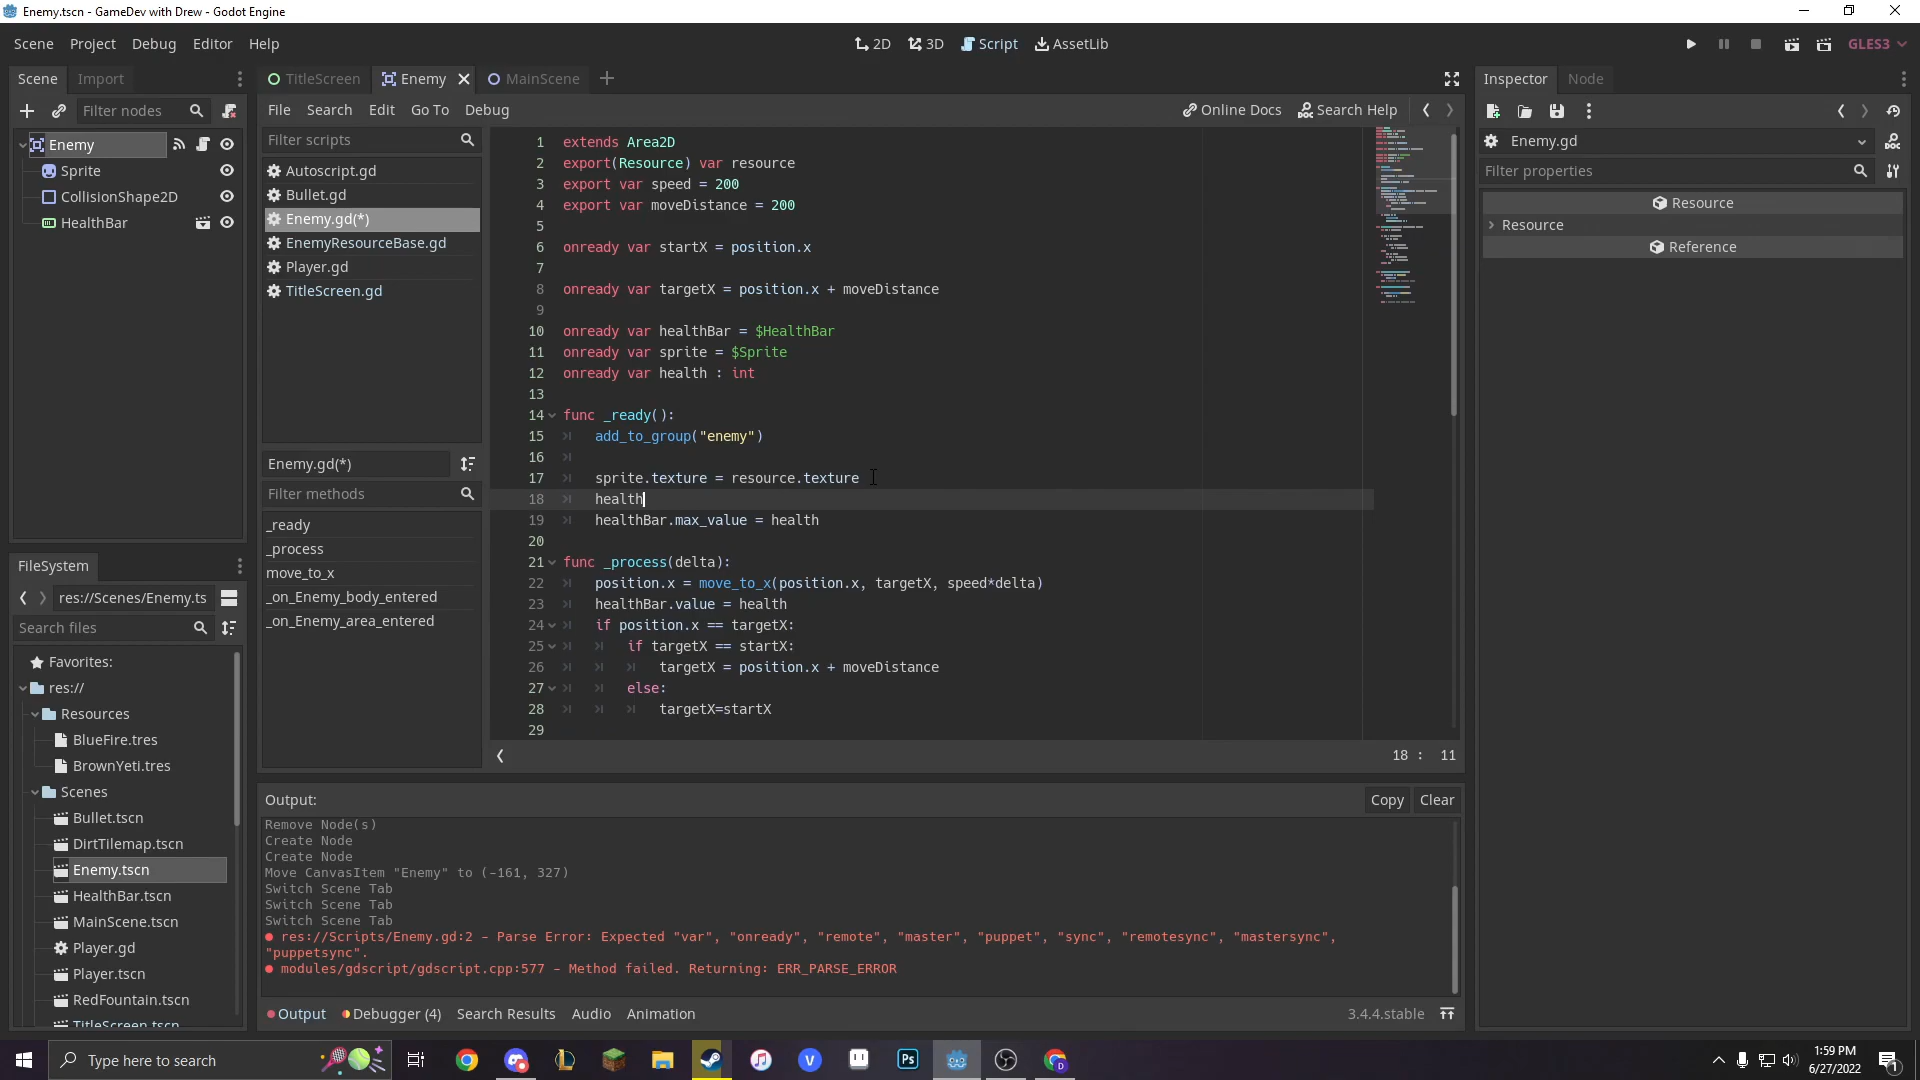 Enemy.tscn - GameDev with Drew - Godot Engine
Scene Project Debug Editor Help
2D 3D Script AssetLib
GLES3
Scene Import
Filter nodes
Enemy
Sprite
CollisionShape2D
HealthBar
TitleScreen Enemy MainScene
File Search Edit Go To Debug
Online Docs Search Help
Filter scripts
Autoscript.gd
Bullet.gd
Enemy.gd(*)
EnemyResourceBase.gd
Player.gd
TitleScreen.gd
Enemy.gd(*)
Filter methods
_ready
_process
move_to_x
_on_Enemy_body_entered
_on_Enemy_area_entered
1 extends Area2D
2 export(Resource) var resource
3 export var speed = 200
4 export var moveDistance = 200
5
6 onready var startX = position.x
7
8 onready var targetX = position.x + moveDistance
9
10 onready var healthBar = $HealthBar
11 onready var sprite = $Sprite
12 onready var health : int
13
14 func _ready():
15 add_to_group("enemy")
16
17 sprite.texture = resource.texture
18 health
19 healthBar.max_value = health
20
21 func _process(delta):
22 position.x = move_to_x(position.x, targetX, speed*delta)
23 healthBar.value = health
24 if position.x == targetX:
25 if targetX == startX:
26 targetX = position.x + moveDistance
27 else:
28 targetX=startX
29
18 : 11
Inspector Node
Enemy.gd
Filter properties
Resource
Resource
Reference
FileSystem
res://Scenes/Enemy.ts
Search files
Favorites:
res://
Resources
BlueFire.tres
BrownYeti.tres
Scenes
Bullet.tscn
DirtTilemap.tscn
Enemy.tscn
HealthBar.tscn
MainScene.tscn
Player.gd
Player.tscn
RedFountain.tscn
TitleScreen.tscn
Output:
Copy Clear
Remove Node(s)
Create Node
Create Node
Move CanvasItem "Enemy" to (-161, 327)
Switch Scene Tab
Switch Scene Tab
Switch Scene Tab
res://Scripts/Enemy.gd:2 - Parse Error: Expected "var", "onready", "remote", "master", "puppet", "sync", "remotesync", "mastersync",
"puppetsync".
modules/gdscript/gdscript.cpp:577 - Method failed. Returning: ERR_PARSE_ERROR
Output Debugger (4) Search Results Audio Animation
3.4.4.stable
Type here to search
Ps
1:59 PM
6/27/2022
1